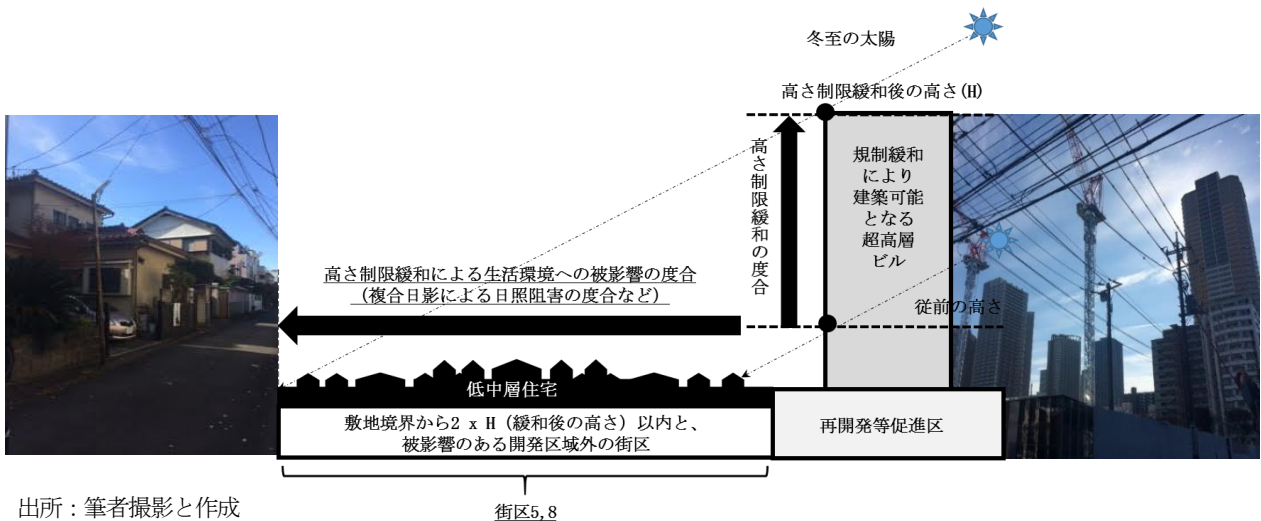 冬至の太陽
高さ制限緩和後の高さ(H)
高さ制限緩和の度合
規制緩和
により
建築可能
となる
超高層
ビル
高さ制限緩和による生活環境への被影響の度合
(複合日影による日照阻害の度合など)
従前の高さ
低中層住宅
敷地境界から2 x H (緩和後の高さ) 以内と、
被影響のある開発区域外の街区
再開発等促進区
街区5,8
出所：筆者撮影と作成